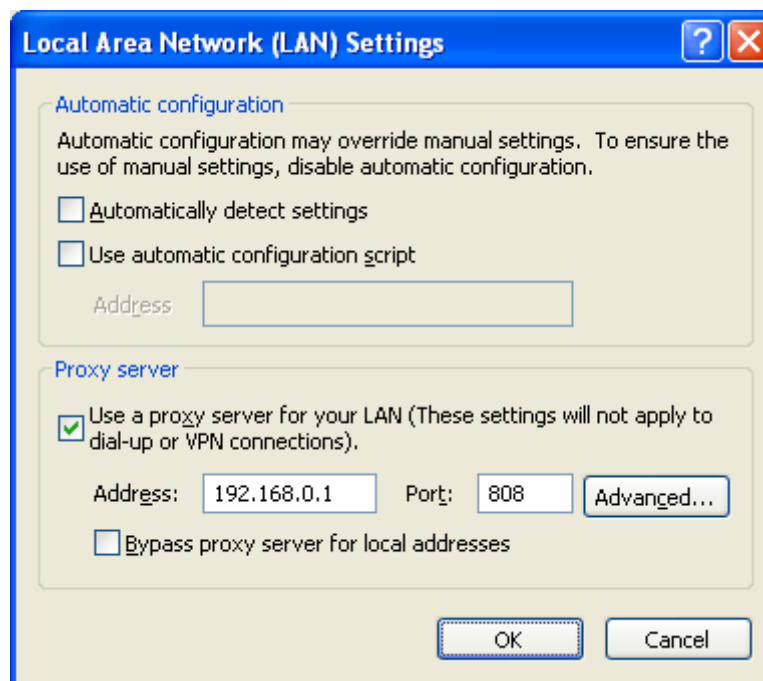 Local Area Network (LAN) Settings
?
Automatic configuration
Automatic configuration may override manual settings. To ensure the
use of manual settings, disable automatic configuration.
Automatically detect settings
Use automatic configuration script
Address
Proxy server
Use a proxy server for your LAN (These settings will not apply to
dial-up or VPN connections).
Address: 192.168.0.1 Port: 808 Advanced...
Bypass proxy server for local addresses
OK Cancel